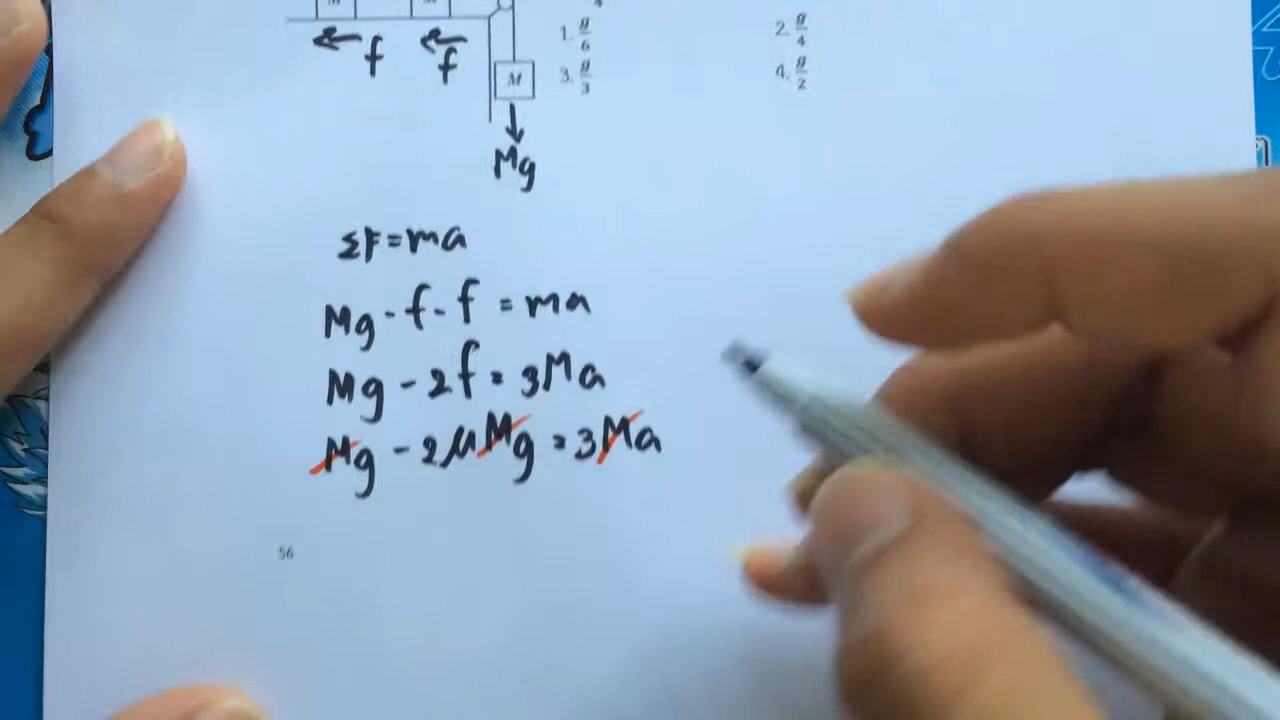 f f
1. g/6 2. g/4
M
3. g/3 4. g/2
Mg
ΣF=ma
Mg - f - f = ma
Mg - 2f = 3Ma
Mg - 2μMg = 3Ma
56